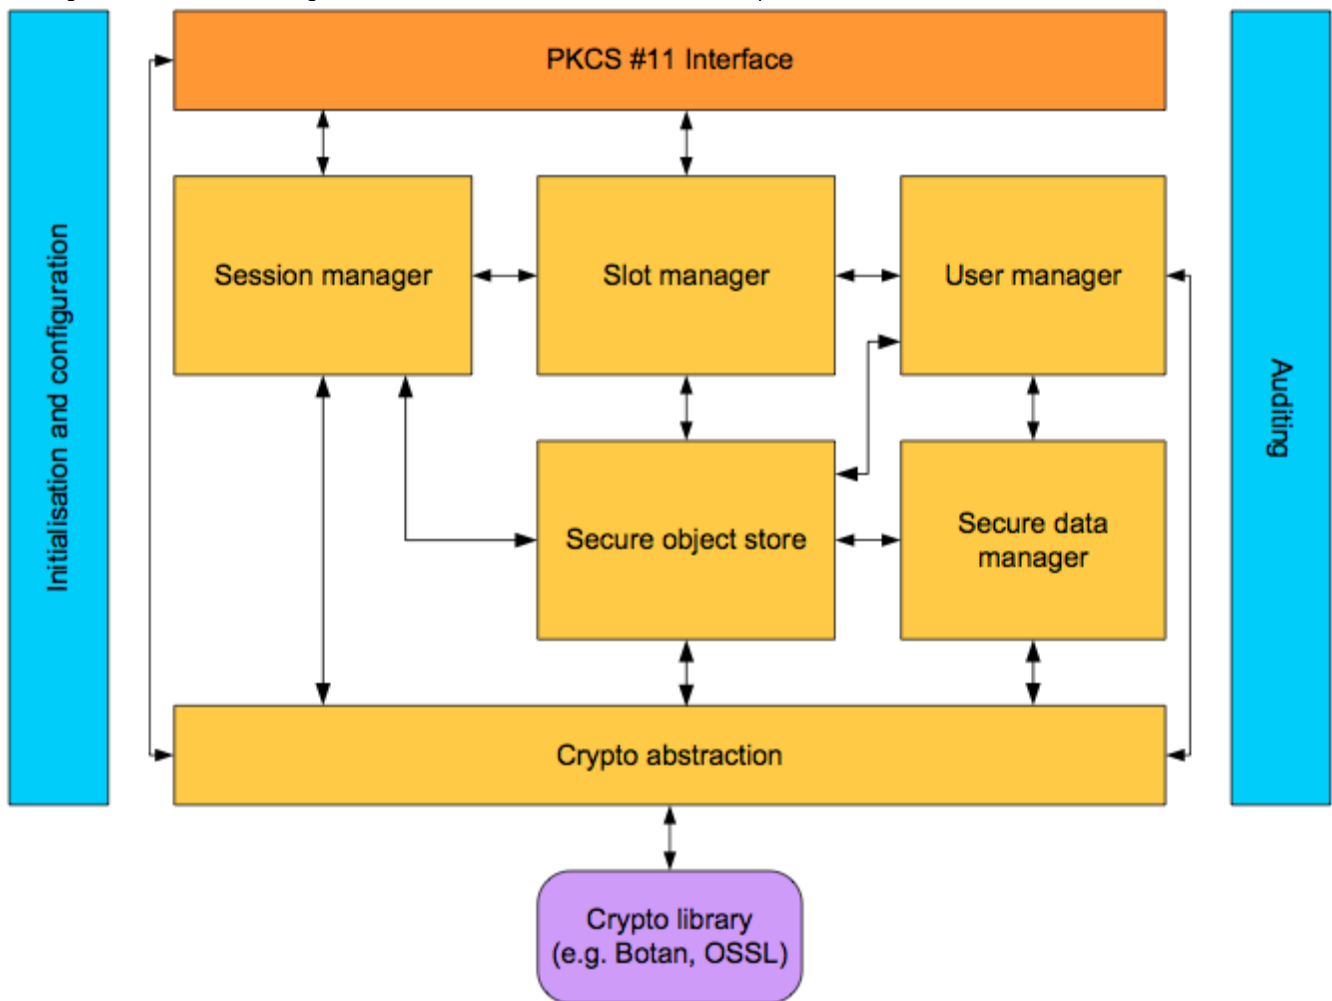 PKCS #11 Interface
Initialisation and configuration
Session manager
Slot manager
User manager
Auditing
Secure object store
Secure data
manager
Crypto abstraction
Crypto library
(e.g. Botan, OSSL)